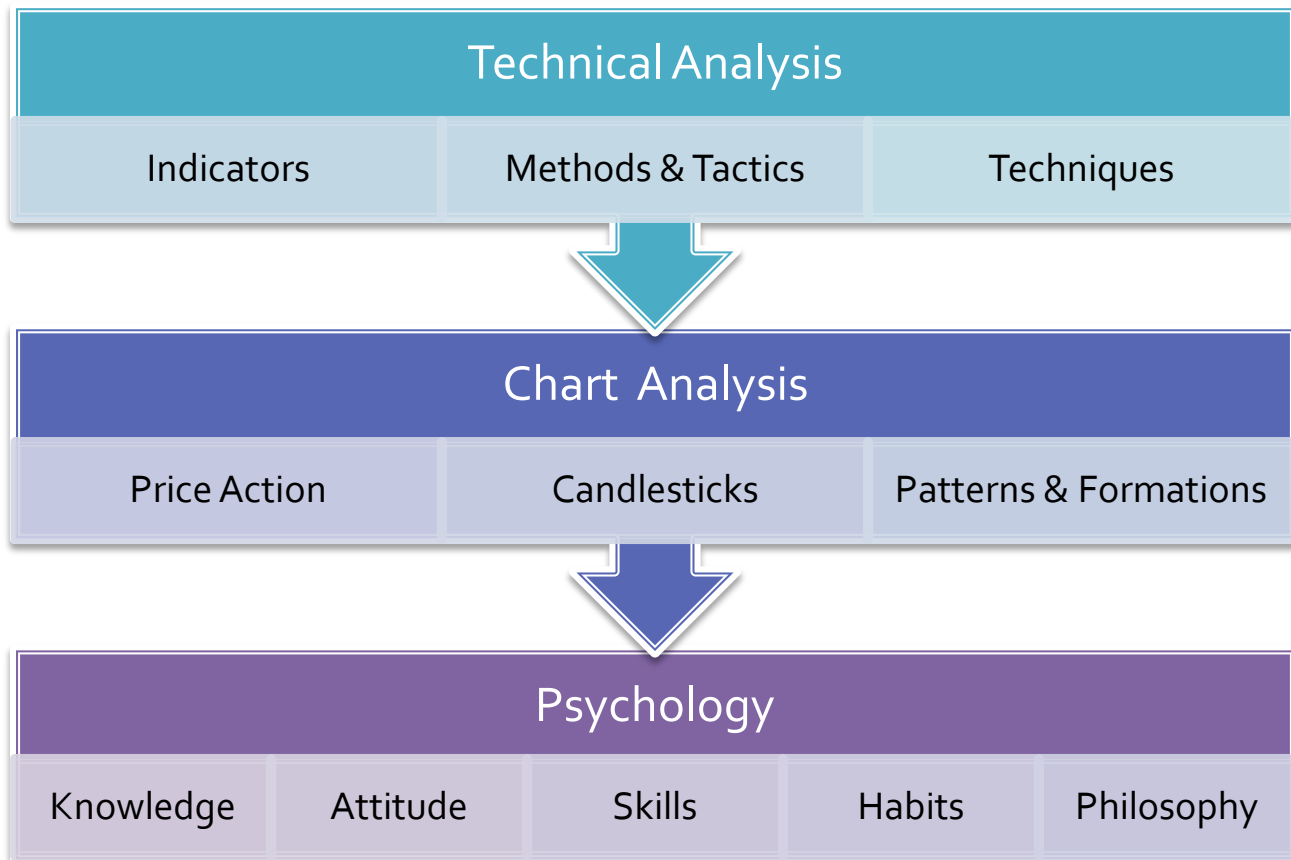 Technical Analysis
Indicators
Methods & Tactics
Techniques
Chart Analysis
Price Action
Candlesticks
Patterns & Formations
Psychology
Knowledge
Attitude
Skills
Habits
Philosophy